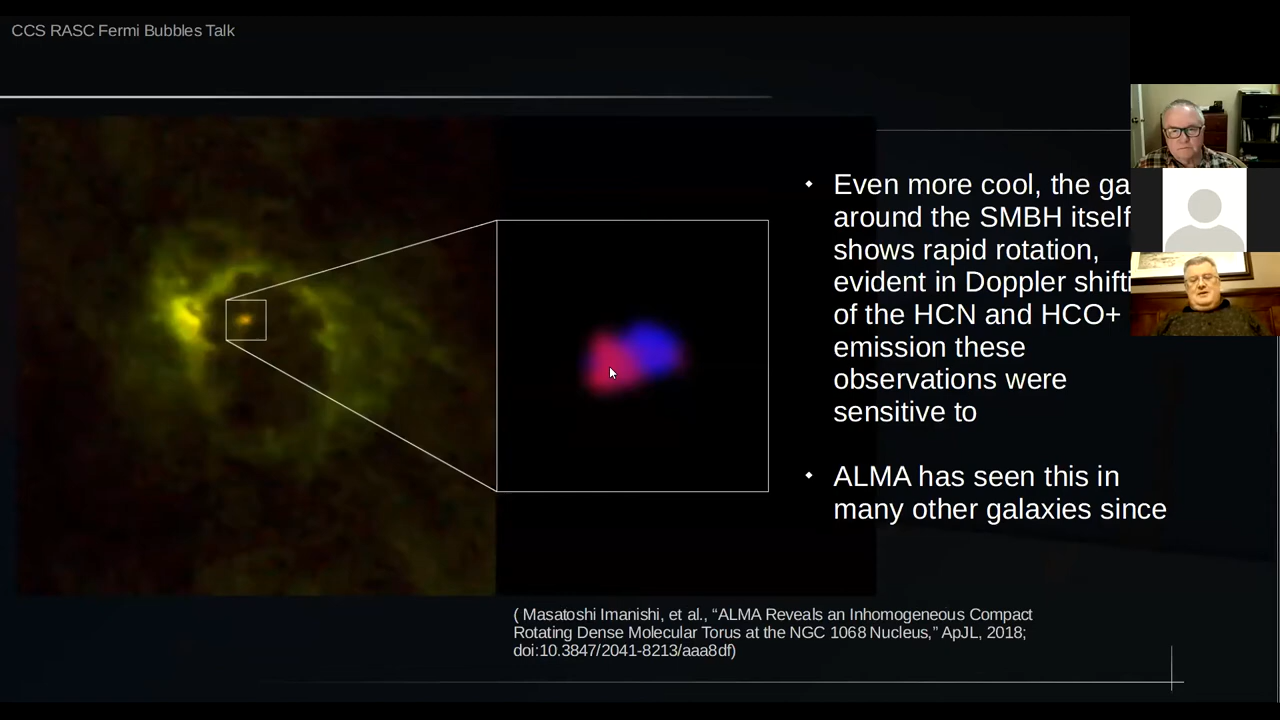 CCS RASC Fermi Bubbles Talk
Even more cool, the ga
around the SMBH itself
shows rapid rotation,
evident in Doppler shifti
of the HCN and HCO+
emission these
observations were
sensitive to
ALMA has seen this in
many other galaxies since
( Masatoshi Imanishi, et al., “ALMA Reveals an Inhomogeneous Compact
Rotating Dense Molecular Torus at the NGC 1068 Nucleus,” ApJL, 2018;
doi:10.3847/2041-8213/aaa8df)